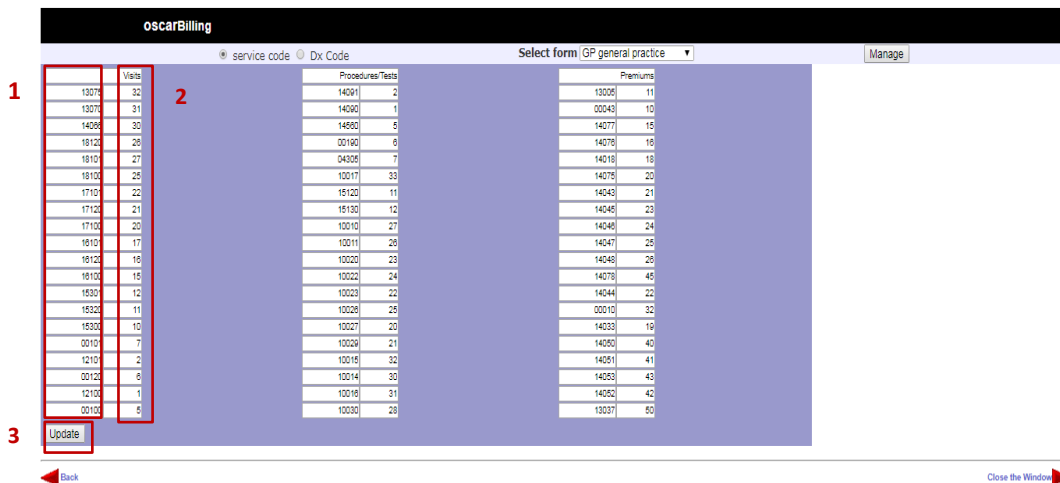 oscarBilling
service code Dx Code Select form GP general practice Manage
Visits Procedures/Tests Premiums
1 2
13075 32 14091 2 13005 11
13070 31 14090 1 00043 10
14066 30 14560 5 14077 15
18120 26 00190 6 14076 16
18101 27 04305 7 14018 18
18100 25 10017 33 14075 20
17101 22 15120 11 14043 21
17120 21 15130 12 14045 23
17100 20 10010 27 14046 24
16101 17 10011 26 14047 25
16120 16 10020 23 14048 26
16100 15 10022 24 14078 45
15301 12 10023 22 14044 22
15320 11 10026 25 00010 32
15300 10 10027 20 14033 19
00101 7 10029 21 14050 40
12101 2 10015 32 14051 41
00120 6 10014 30 14053 43
12100 1 10016 31 14052 42
00100 5 10030 28 13037 50
3 Update
Back Close the Window